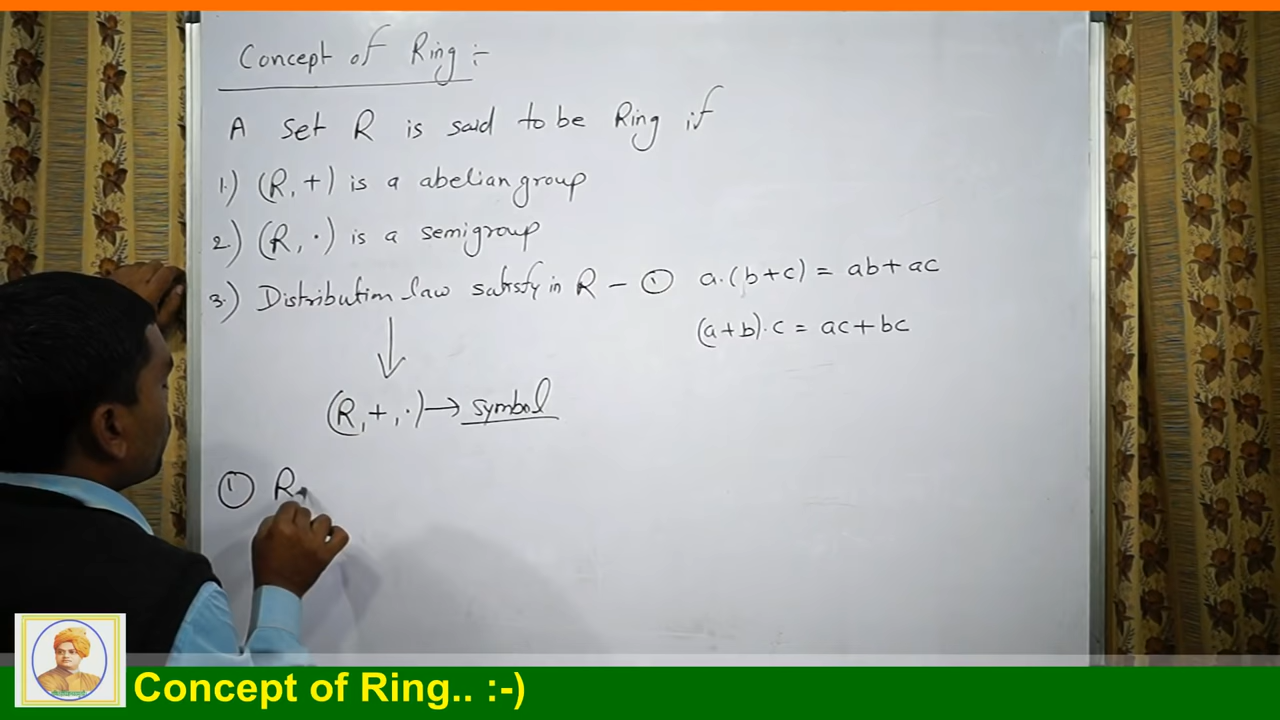 Concept of Ring :-
A Set R is said to be Ring if
1.) (R, +) is a abelian group
2.) (R, ·) is a semigroup
3.) Distribution law satisfy in R - ① a.(b+c) = ab+ac
(a+b).c = ac+bc
(R, +, ·) → symbol
① R
Concept of Ring.. :-)